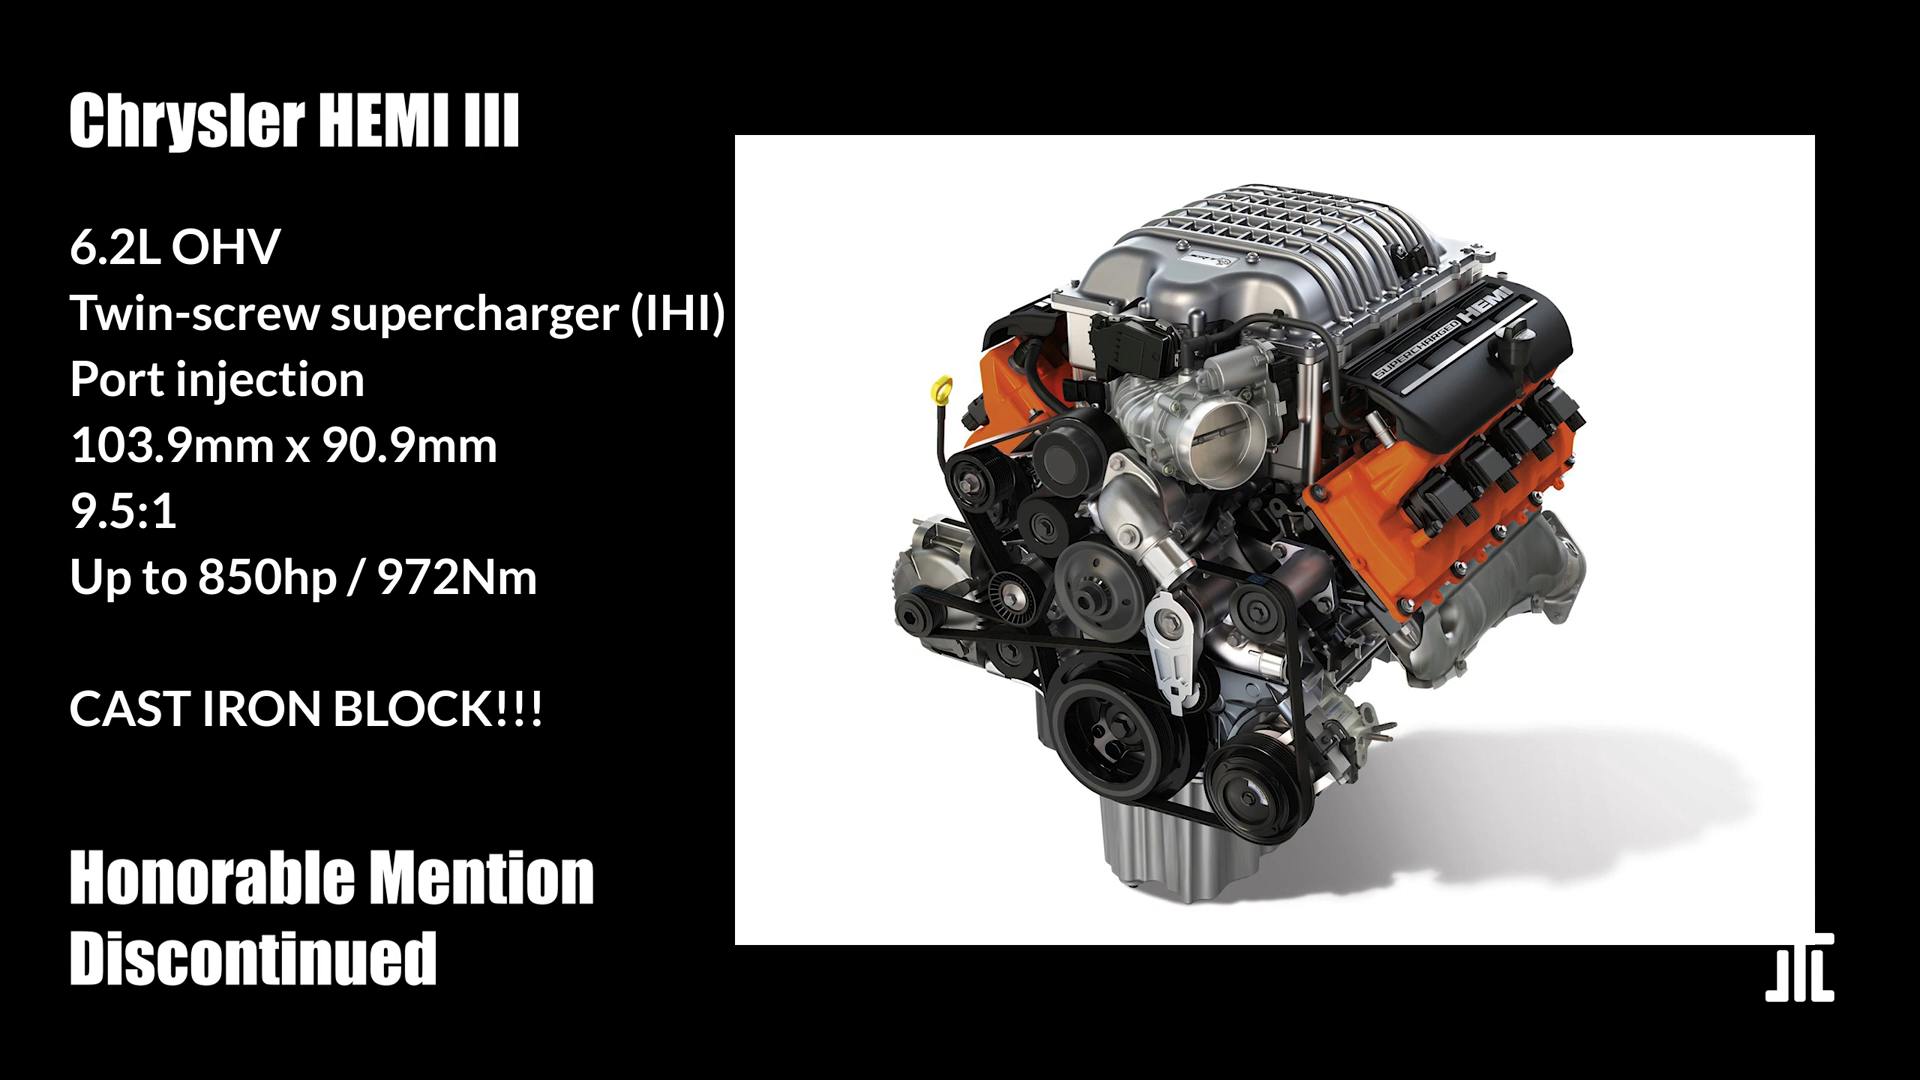 Chrysler HEMI III
6.2L OHV
Twin-screw supercharger (IHI)
Port injection
103.9mm x 90.9mm
9.5:1
Up to 850hp / 972Nm
CAST IRON BLOCK!!!
Honorable Mention
Discontinued
SUPERCHARGED HEMI